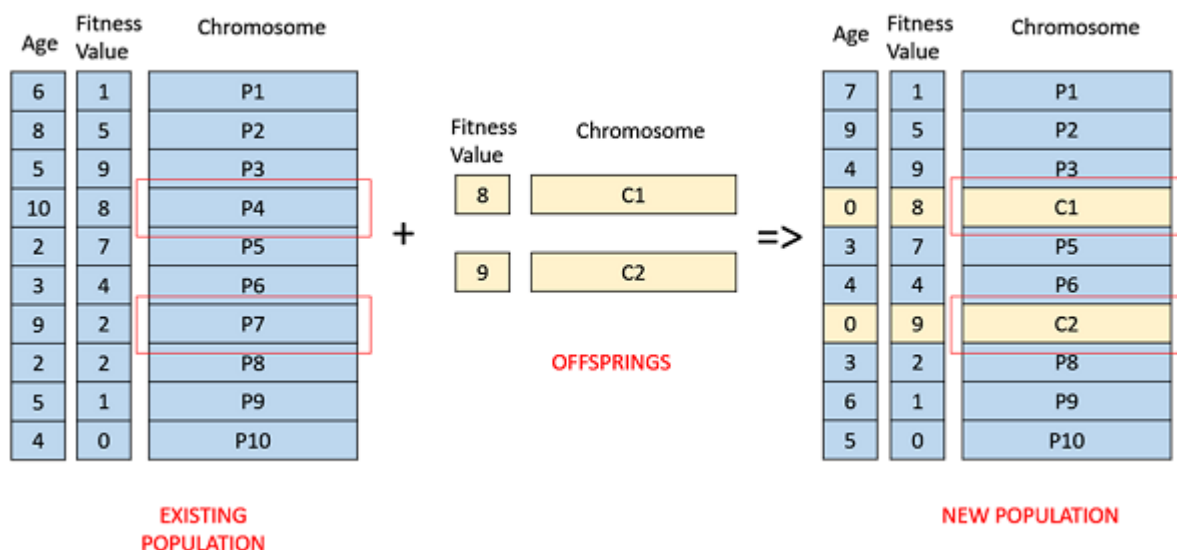 Age Fitness Value Chromosome
6 1 P1
8 5 P2
5 9 P3
10 8 P4
2 7 P5
3 4 P6
9 2 P7
2 2 P8
5 1 P9
4 0 P10
EXISTING
POPULATION
+
Fitness Value Chromosome
8 C1
9 C2
OFFSPRINGS
=>
Age Fitness Value Chromosome
7 1 P1
9 5 P2
4 9 P3
0 8 C1
3 7 P5
4 4 P6
0 9 C2
3 2 P8
6 1 P9
5 0 P10
NEW POPULATION